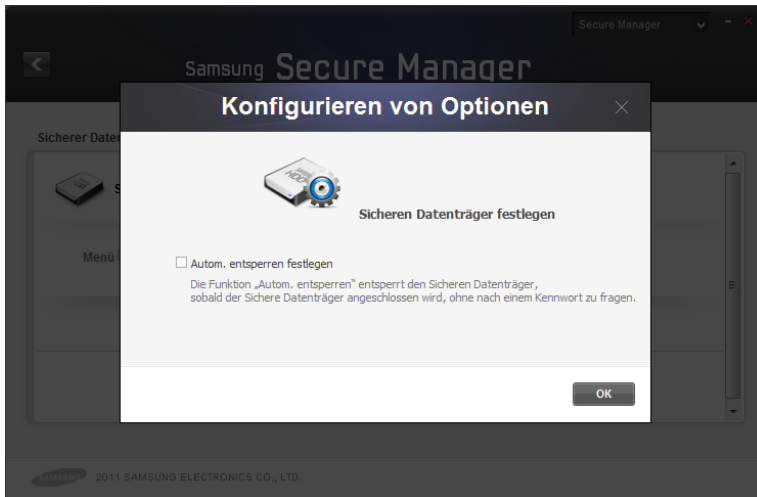 Secure Manager
samsung Secure Manager
Konfigurieren von Optionen
Sicherer Daten
Sicheren Datenträger festlegen
Menü
Autom. entsperren festlegen
Die Funktion „Autom. entsperren“ entsperrt den Sicheren Datenträger,
sobald der Sichere Datenträger angeschlossen wird, ohne nach einem Kennwort zu fragen.
OK
SAMSUNG 2011 SAMSUNG ELECTRONICS CO., LTD.